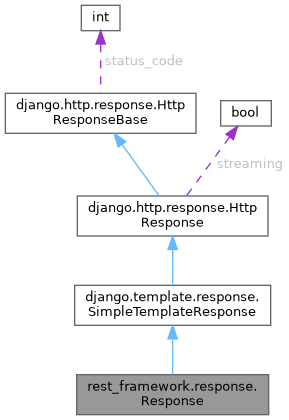 int
status_code
django.http.response.Http
ResponseBase
bool
streaming
django.http.response.Http
Response
django.template.response.
SimpleTemplateResponse
rest_framework.response.
Response